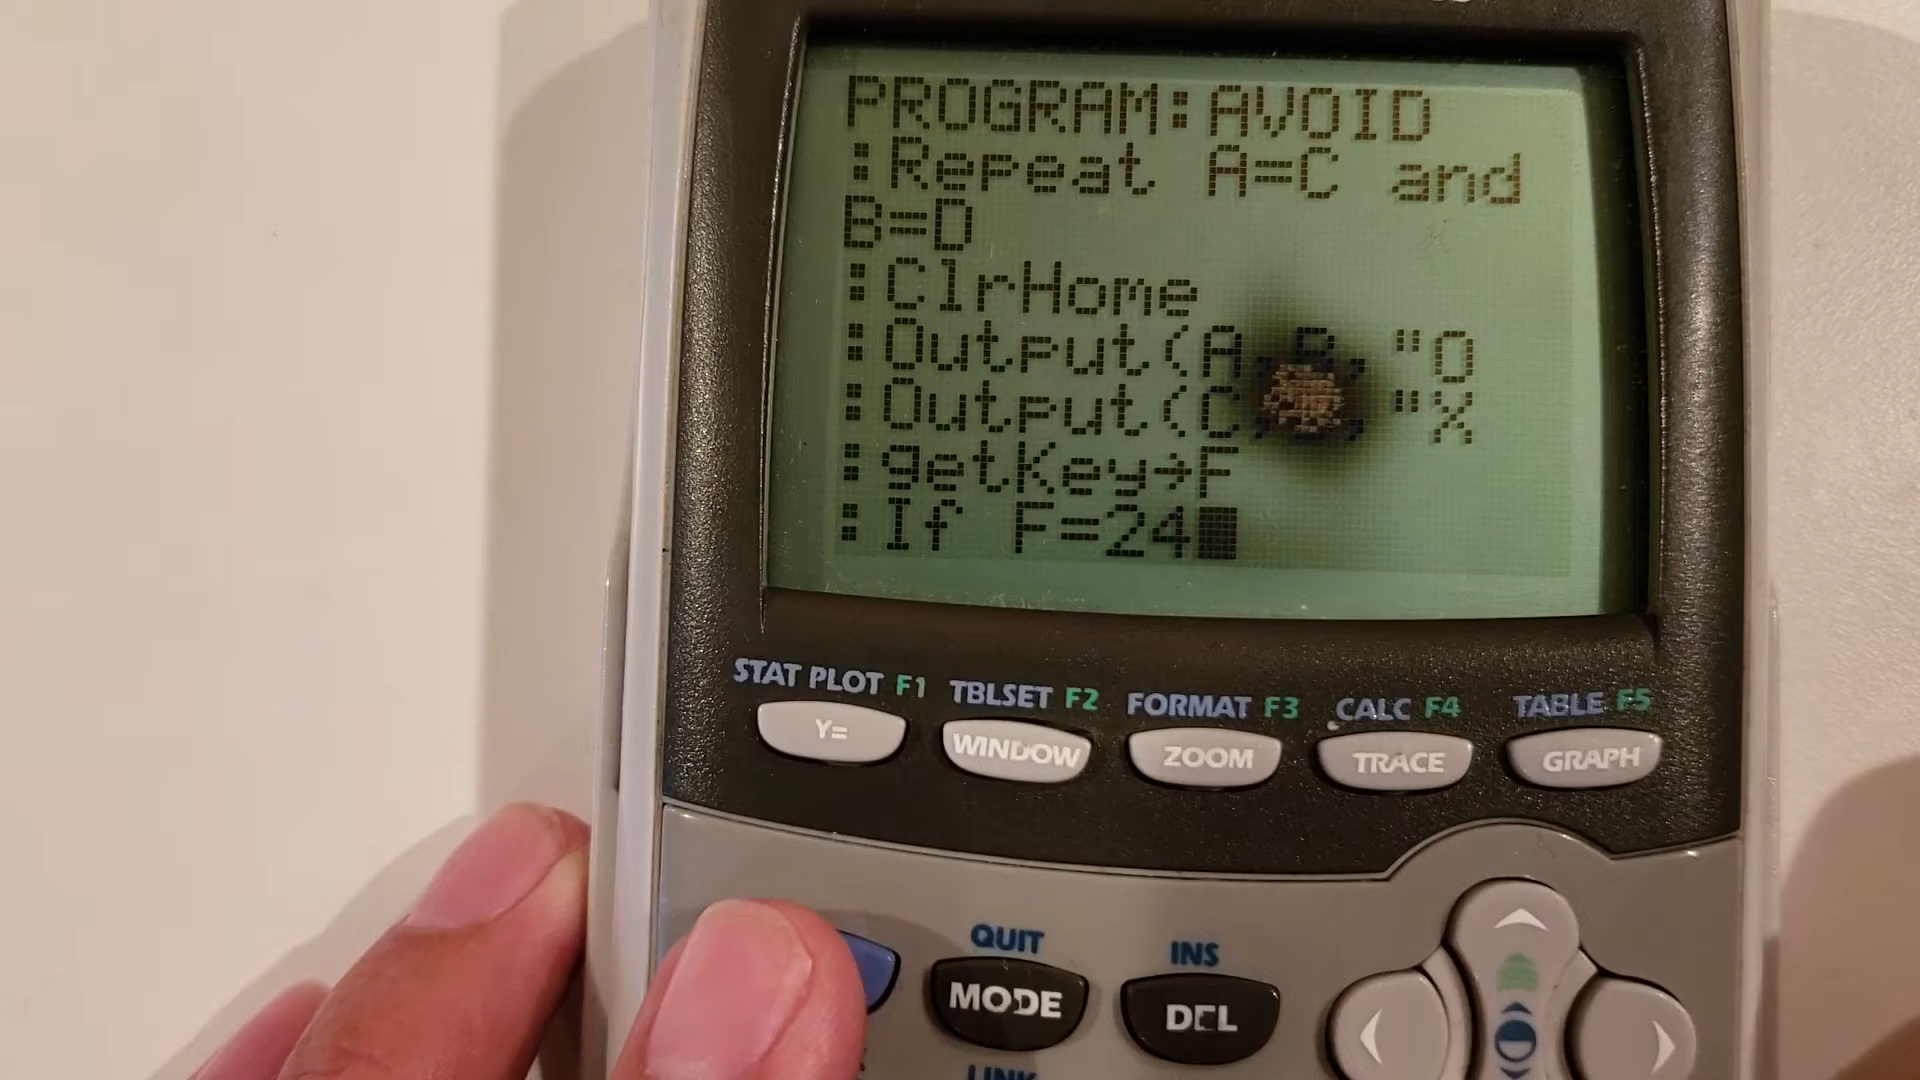 PROGRAM:AVOID
:Repeat A=C and
B=D
:ClrHome
:Output(A,B,"O
:Output(C "X
:getKey→F
:If F=24
STAT PLOT F1 TBLSET F2 FORMAT F3 CALC F4 TABLE F5
Y= WINDOW ZOOM TRACE GRAPH
QUIT INS
MODE DEL
LINK